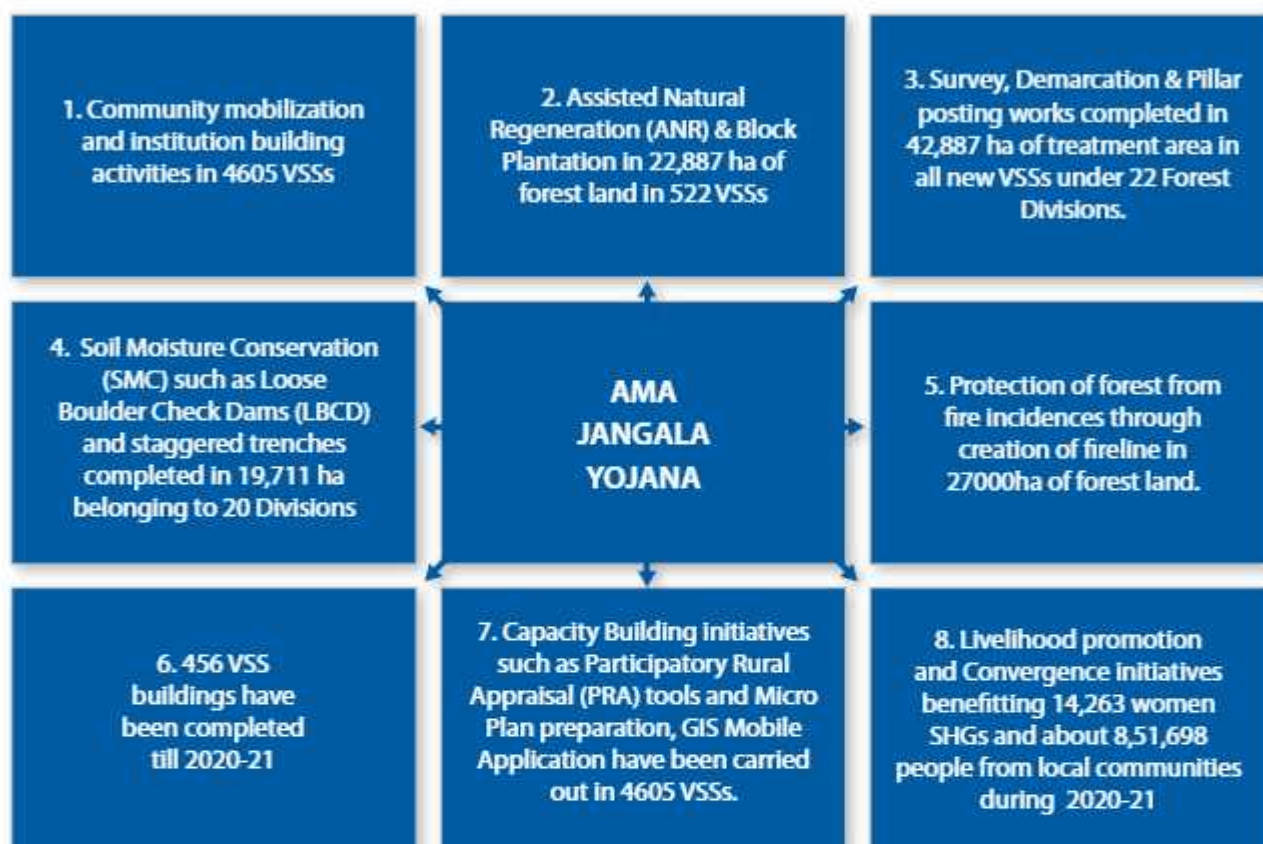 1. Community mobilization
and institution building
activities in 4605 VSSs
2. Assisted Natural
Regeneration (ANR) & Block
Plantation in 22,887 ha of
forest land in 522 VSSs
3. Survey, Demarcation & Pillar
posting works completed in
42,887 ha of treatment area in
all new VSSs under 22 Forest
Divisions.
4. Soil Moisture Conservation
(SMC) such as Loose
Boulder Check Dams (LBCD)
and staggered trenches
completed in 19,711 ha
belonging to 20 Divisions
AMA
JANGALA
YOJANA
5. Protection of forest from
fire incidences through
creation of fireline in
27000ha of forest land.
6. 456 VSS
buildings have
been completed
till 2020-21
7. Capacity Building initiatives
such as Participatory Rural
Appraisal (PRA) tools and Micro
Plan preparation, GIS Mobile
Application have been carried
out in 4605 VSSs.
8. Livelihood promotion
and Convergence initiatives
benefitting 14,263 women
SHGs and about 8,51,698
people from local communities
during 2020-21